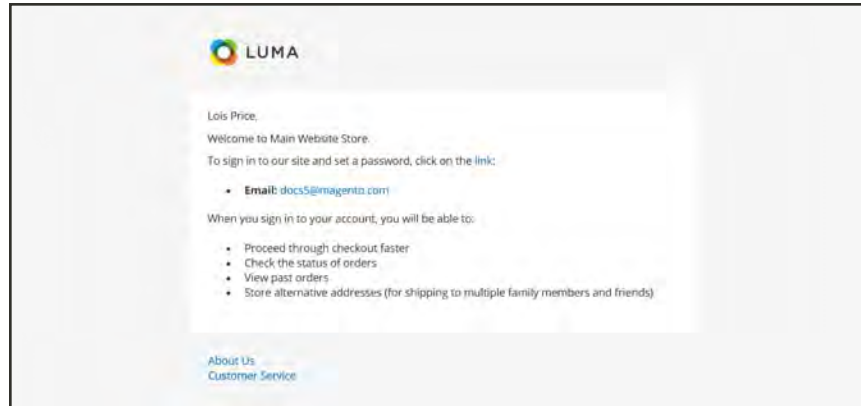 LUMA
Lois Price,
Welcome to Main Website Store.
To sign in to our site and set a password, click on the link:
• Email: docs5@magento.com
When you sign in to your account, you will be able to:
• Proceed through checkout faster
• Check the status of orders
• View past orders
• Store alternative addresses (for shipping to multiple family members and friends)
About Us
Customer Service